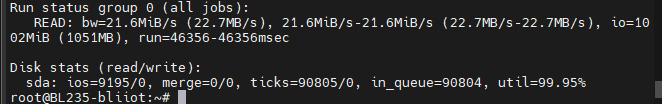 Run status group 0 (all jobs):
   READ: bw=21.6MiB/s (22.7MB/s), 21.6MiB/s-21.6MiB/s (22.7MB/s-22.7MB/s), io=10
02MiB (1051MB), run=46356-46356msec

Disk stats (read/write):
  sda: ios=9195/0, merge=0/0, ticks=90805/0, in_queue=90804, util=99.95%
root@BL235-bliiot:~#